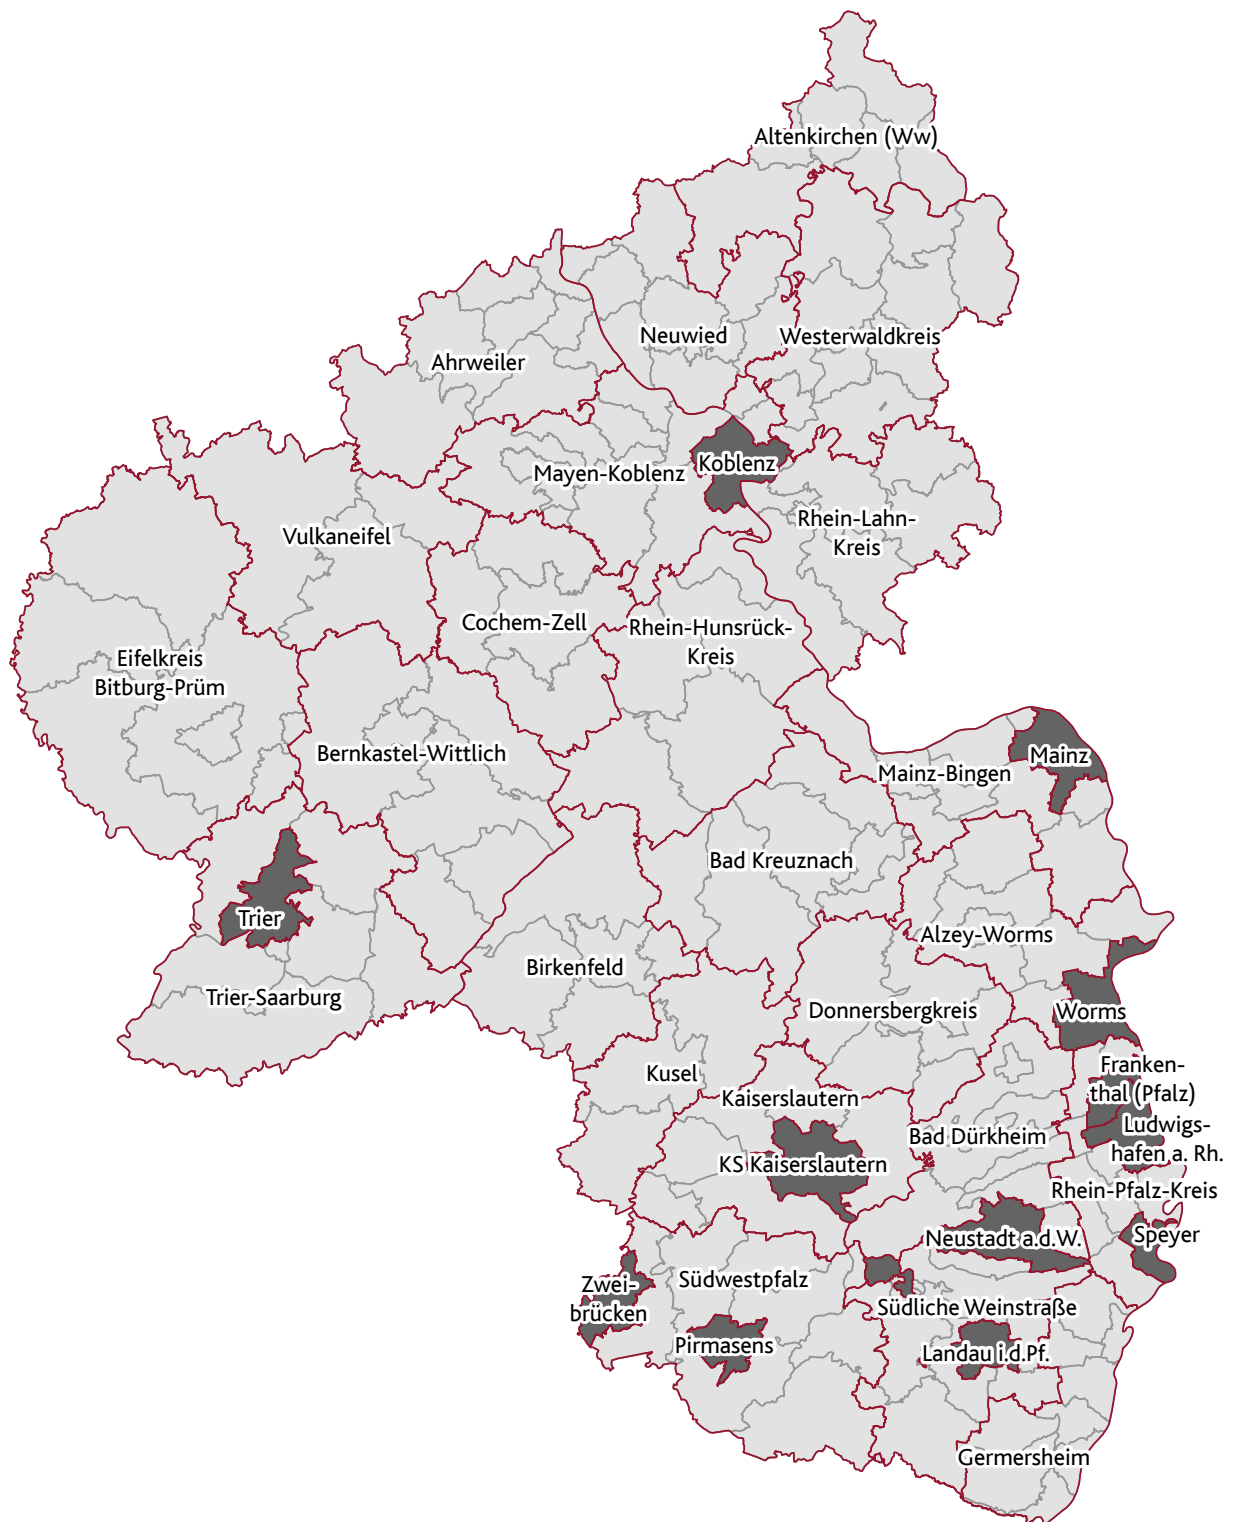 Altenkirchen (Ww)
Neuwied
Westerwaldkreis
Ahrweiler
Koblenz
Mayen-Koblenz
Rhein-Lahn-
Kreis
Vulkaneifel
Cochem-Zell
Rhein-Hunsrück-
Kreis
Eifelkreis
Bitburg-Prüm
Bernkastel-Wittlich
Mainz
Mainz-Bingen
Bad Kreuznach
Trier
Alzey-Worms
Birkenfeld
Trier-Saarburg
Donnersbergkreis
Worms
Kusel
Franken-
thal (Pfalz)
Kaiserslautern
Ludwigs-
hafen a. Rh.
Bad Dürkheim
KS Kaiserslautern
Rhein-Pfalz-Kreis
Neustadt a.d.W.
Speyer
Zwei-
brücken
Südwestpfalz
Südliche Weinstraße
Pirmasens
Landau i.d.Pf.
Germersheim